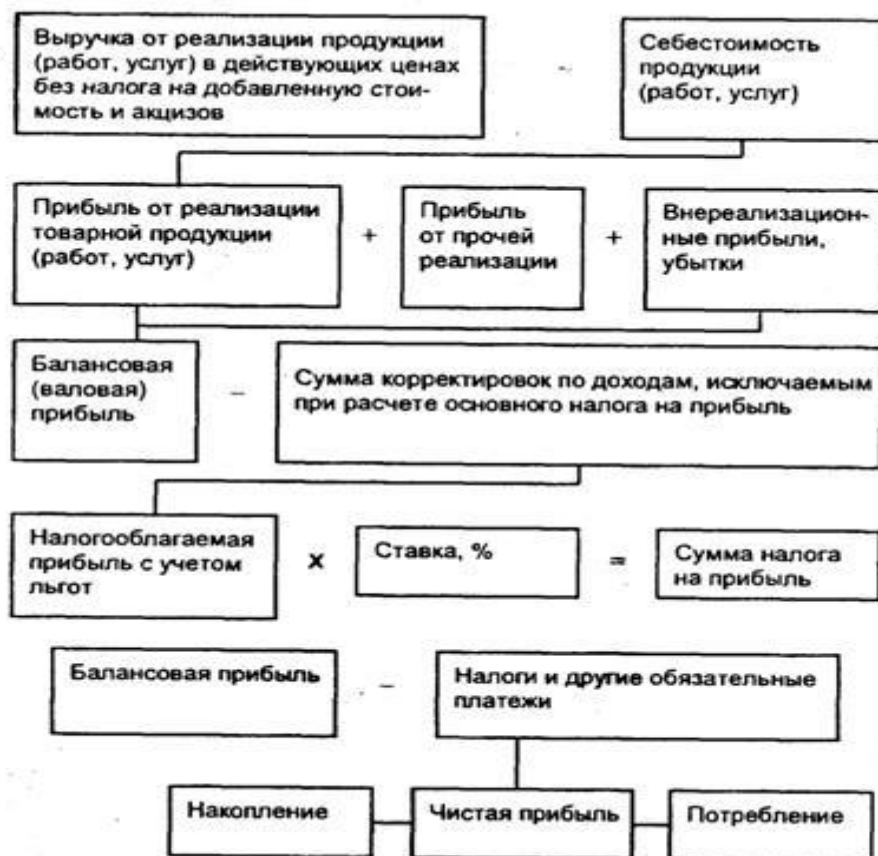 Выручка от реализации продукции
(работ, услуг) в действующих ценах
без налога на добавленную стои-
мость и акцизов
-
Себестоимость
продукции
(работ, услуг)
Прибыль от реализации
товарной продукции
(работ, услуг)
+
Прибыль
от прочей
реализации
+
Внереализацион-
ные прибыли,
убытки
Балансовая
(валовая)
прибыль
–
Сумма корректировок по доходам, исключаемым
при расчете основного налога на прибыль
Налогооблагаемая
прибыль с учетом
льгот
х
Ставка, %
=
Сумма налога
на прибыль
Балансовая прибыль
–
Налоги и другие обязательные
платежи
Накопление
Чистая прибыль
Потребление